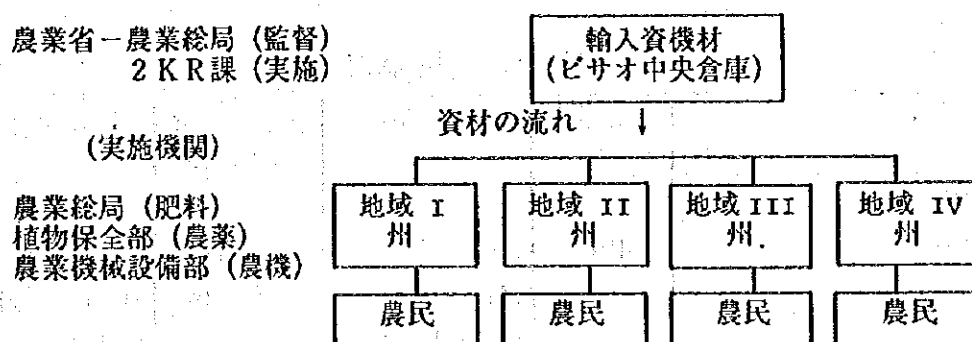 農業省－農業総局 (監督)
2KR課 (実施)
輸入資機材
(ビサオ中央倉庫)
資材の流れ ↓
(実施機関)
農業総局 (肥料)
植物保全部 (農薬)
農業機械設備部 (農機)
地域 I
州
地域 II
州
地域 III
州.
地域 IV
州
農民
農民
農民
農民